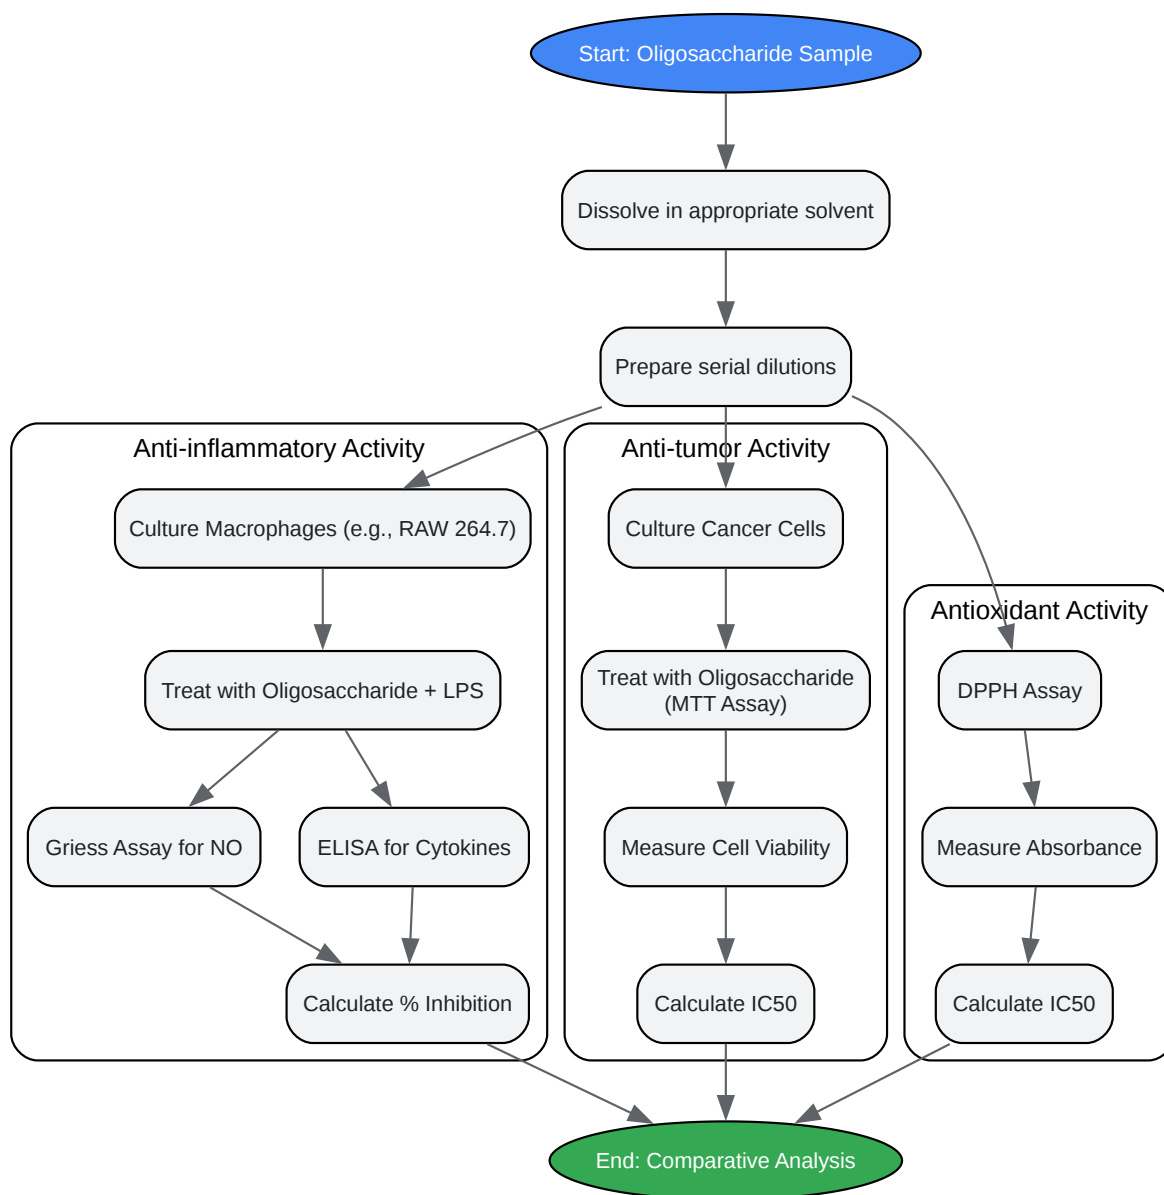 Start: Oligosaccharide Sample
Dissolve in appropriate solvent
Prepare serial dilutions
Anti-inflammatory Activity
Culture Macrophages (e.g., RAW 264.7)
Treat with Oligosaccharide + LPS
Griess Assay for NO
ELISA for Cytokines
Calculate % Inhibition
Anti-tumor Activity
Culture Cancer Cells
Treat with Oligosaccharide
(MTT Assay)
Measure Cell Viability
Calculate IC50
Antioxidant Activity
DPPH Assay
Measure Absorbance
Calculate IC50
End: Comparative Analysis